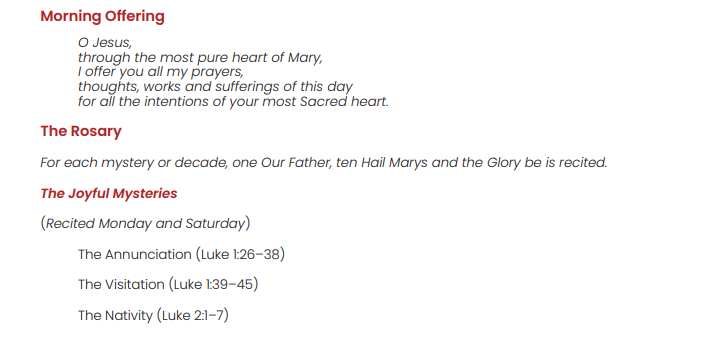 Morning Offering
O Jesus,
through the most pure heart of Mary,
I offer you all my prayers,
thoughts, works and sufferings of this day
for all the intentions of your most Sacred heart.
The Rosary
For each mystery or decade, one Our Father, ten Hail Marys and the Glory be is recited.
The Joyful Mysteries
(Recited Monday and Saturday)
The Annunciation (Luke 1:26–38)
The Visitation (Luke 1:39–45)
The Nativity (Luke 2:1–7)